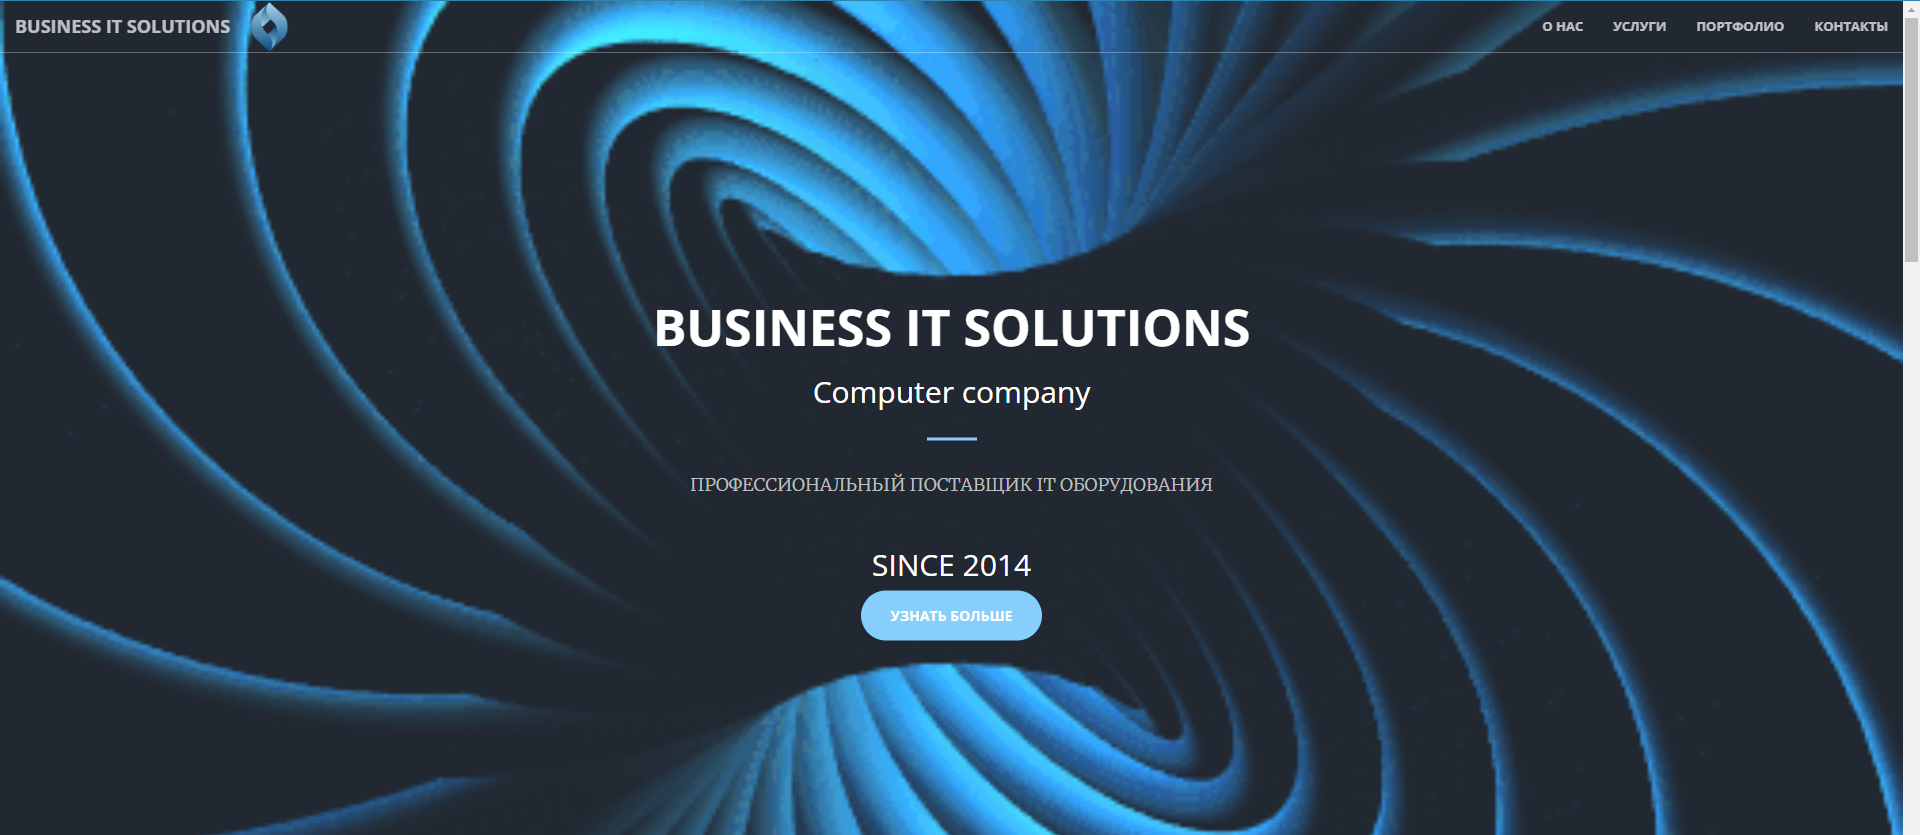 BUSINESS IT SOLUTIONS
О НАС УСЛУГИ ПОРТФОЛИО КОНТАКТЫ
BUSINESS IT SOLUTIONS
Computer company
ПРОФЕССИОНАЛЬНЫЙ ПОСТАВЩИК IT ОБОРУДОВАНИЯ
SINCE 2014
УЗНАТЬ БОЛЬШЕ